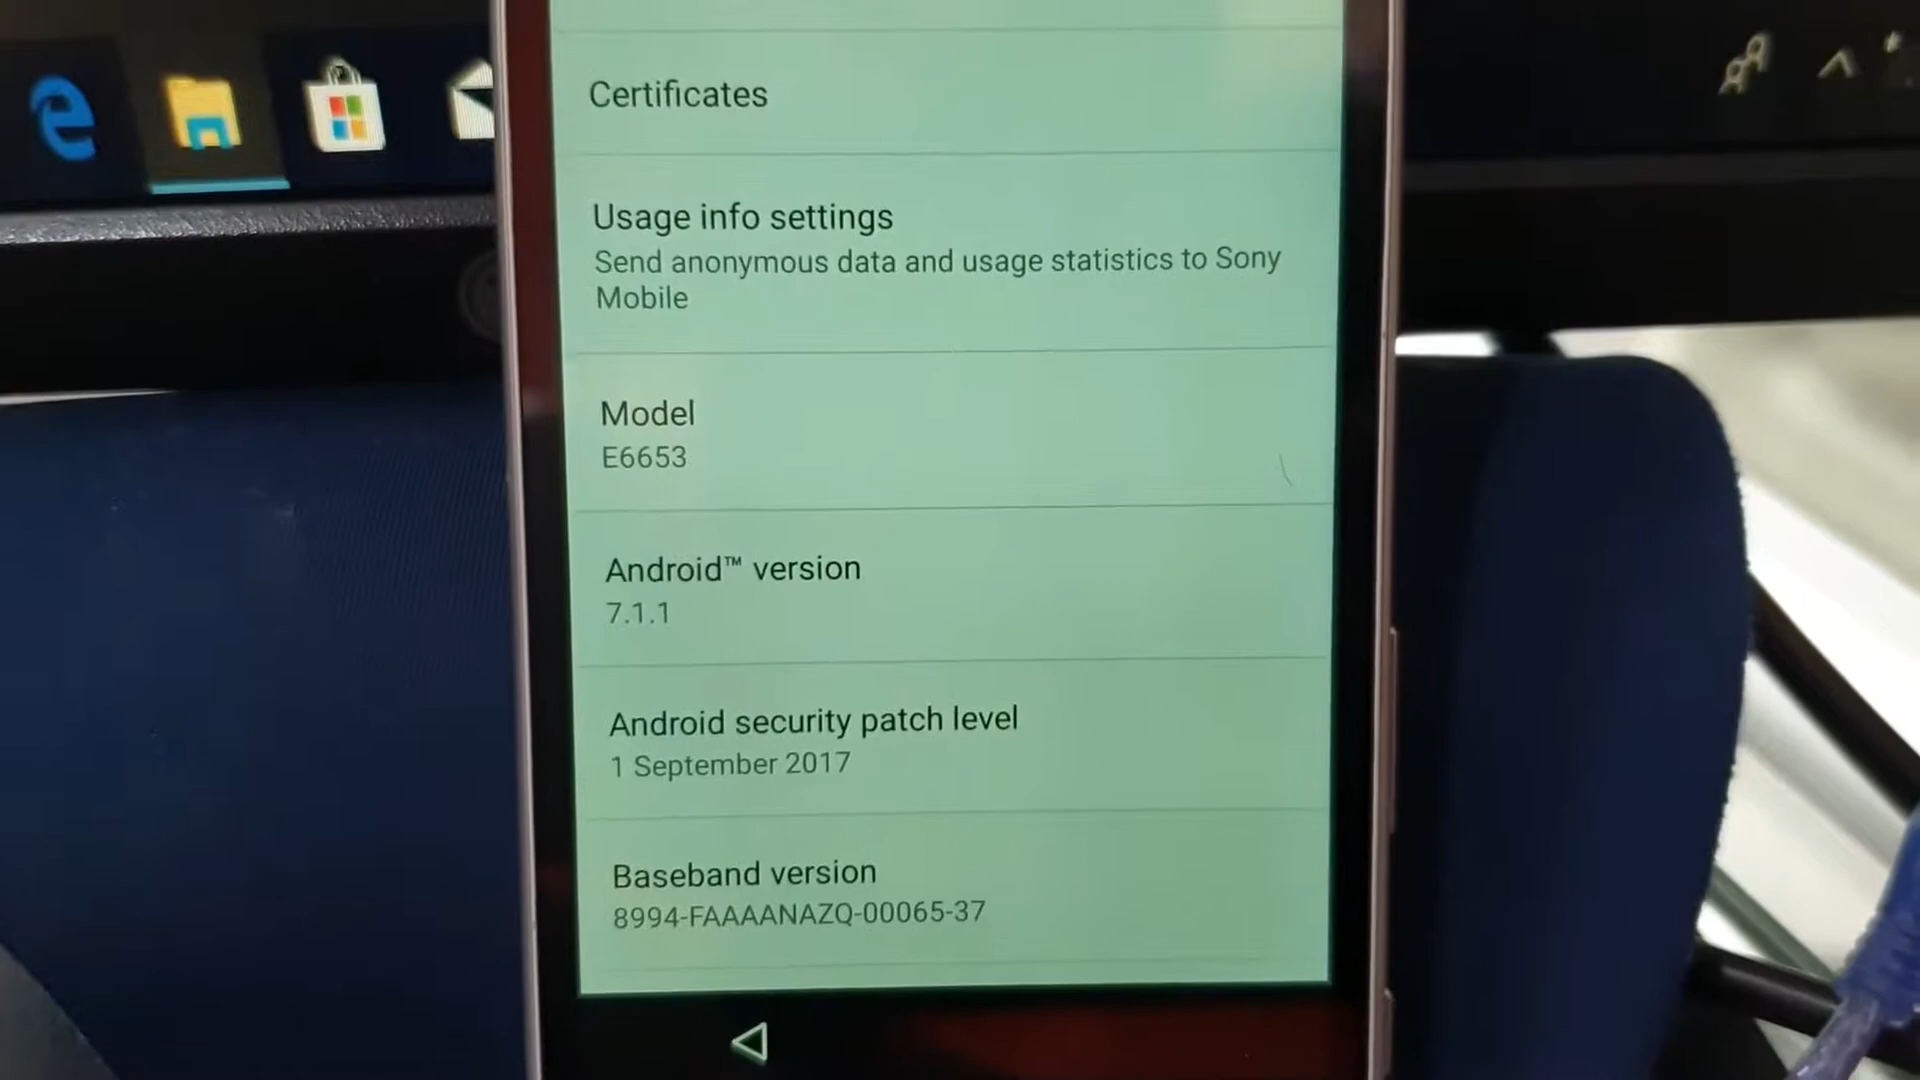 Certificates
Usage info settings
Send anonymous data and usage statistics to Sony
Mobile
Model
E6653
Android™ version
7.1.1
Android security patch level
1 September 2017
Baseband version
8994-FAAAANAZQ-00065-37